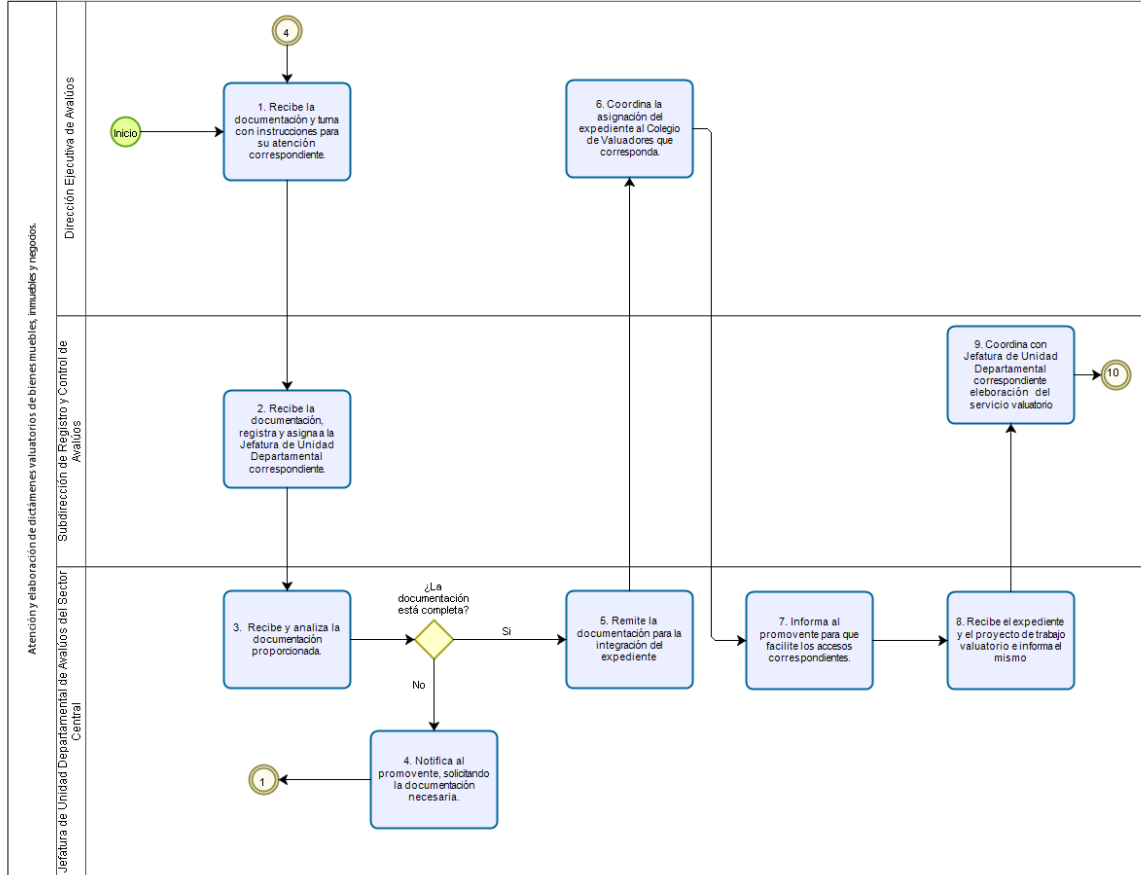 Atención y elaboración de dictámenes valuatorios de bienes muebles, inmuebles y negocios.
Dirección Ejecutiva de Avalúos
4
Inicio
1. Recibe la
documentación y turna
con instrucciones para
su atención
correspondiente.
6. Coordina la
asignación del
expediente al Colegio
de Valuadores que
corresponda.
Subdirección de Registro y Control de
Avalúos
2. Recibe la
documentación,
registra y asigna a la
Jefatura de Unidad
Departamental
correspondiente.
9. Coordina con
Jefatura de Unidad
Departamental
correspondiente
eleboración del
servicio valuatorio
10
Jefatura de Unidad Departamental de Avalúos del Sector
Central
3. Recibe y analiza la
documentación
proporcionada.
¿La
documentación
está completa?
Si
No
5. Remite la
documentación para la
integración del
expediente
7. Informa al
promovente para que
facilite los accesos
correspondientes.
8. Recibe el expediente
y el proyecto de trabajo
valuatorio e informa el
mismo
4. Notifica al
promovente, solicitando
la documentación
necesaria.
1